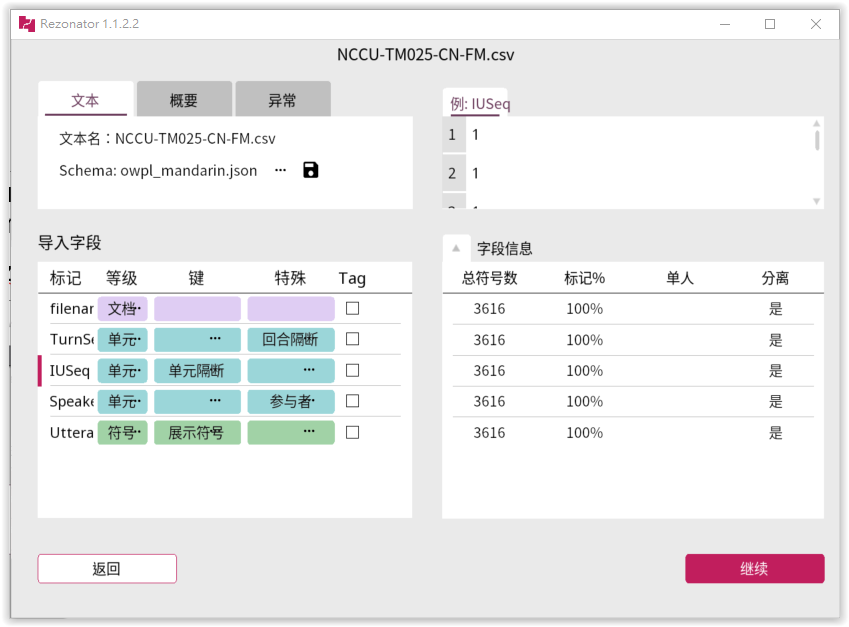 Rezonator 1.1.2.2
NCCU-TM025-CN-FM.csv
文本 概要 异常
文本名：NCCU-TM025-CN-FM.csv
Schema: owpl_mandarin.json ···
例: IUSeq
1 1
2 1
导入字段
标记 等级 键 特殊 Tag
filenar 文档··
TurnSe 单元·· ··· 回合隔断
IUSeq 单元·· 单元隔断 ···
Speake 单元·· ··· 参与者·
Uttera 符号·· 展示符号 ···
字段信息
总符号数 标记% 单人 分离
3616 100% 是
3616 100% 是
3616 100% 是
3616 100% 是
3616 100% 是
返回 继续